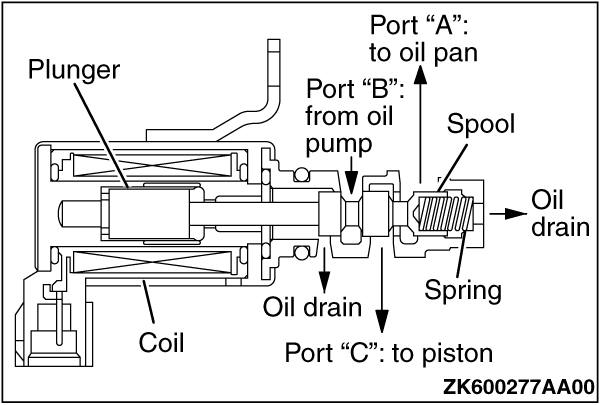 Port “A”:
to oil pan
Plunger
Port “B”:
from oil
pump
Spool
Oil
drain
Spring
Oil drain
Coil
Port “C”: to piston
ZK600277AA00